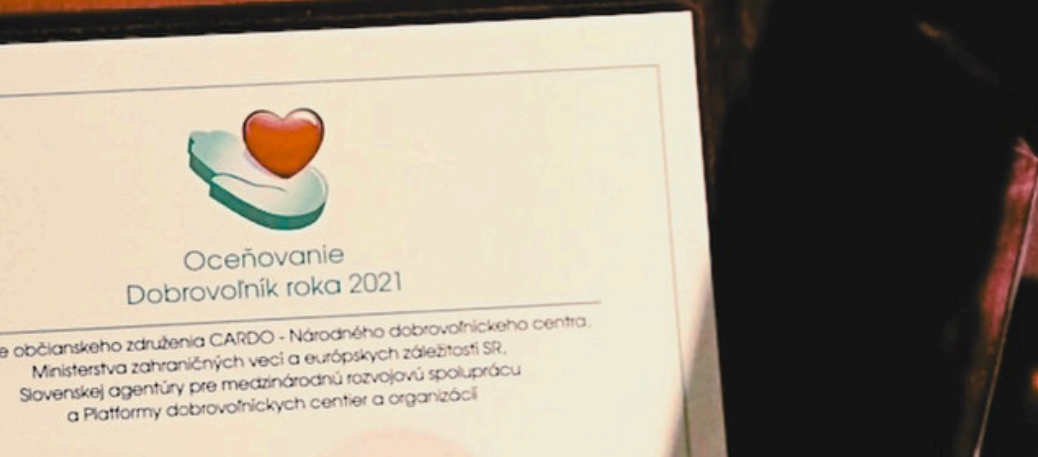 Oceňovanie
Dobrovoľník roka 2021
e občianskeho združenia CARDO - Národného dobrovoľníckeho centra,
Ministerstva zahraničných vecí a európskych záležitostí SR,
Slovenskej agentúry pre medzinárodnú rozvojovú spoluprácu
a Platformy dobrovoľníckych centier a organizácií